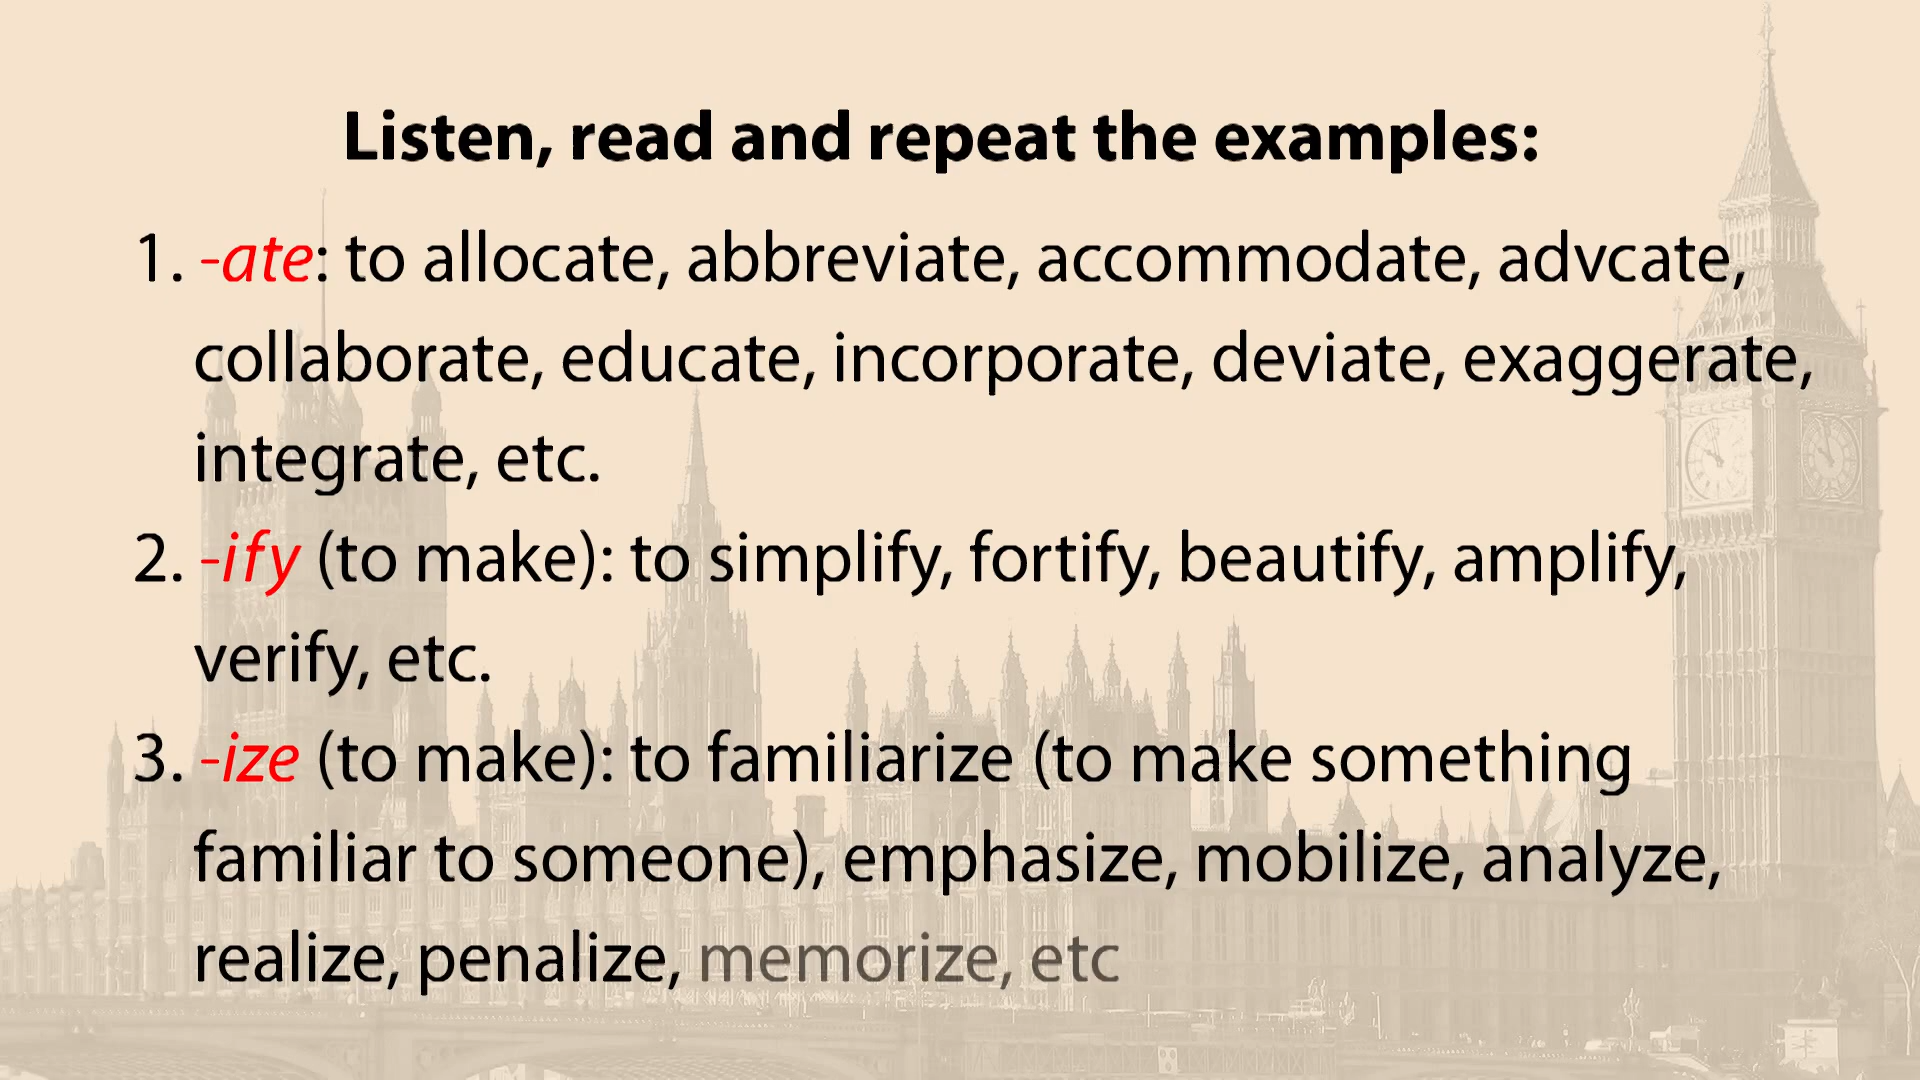 Listen, read and repeat the examples:
1. -ate: to allocate, abbreviate, accommodate, advcate,
collaborate, educate, incorporate, deviate, exaggerate,
integrate, etc.
2. -ify (to make): to simplify, fortify, beautify, amplify,
verify, etc.
3. -ize (to make): to familiarize (to make something
familiar to someone), emphasize, mobilize, analyze,
realize, penalize, memorize, etc